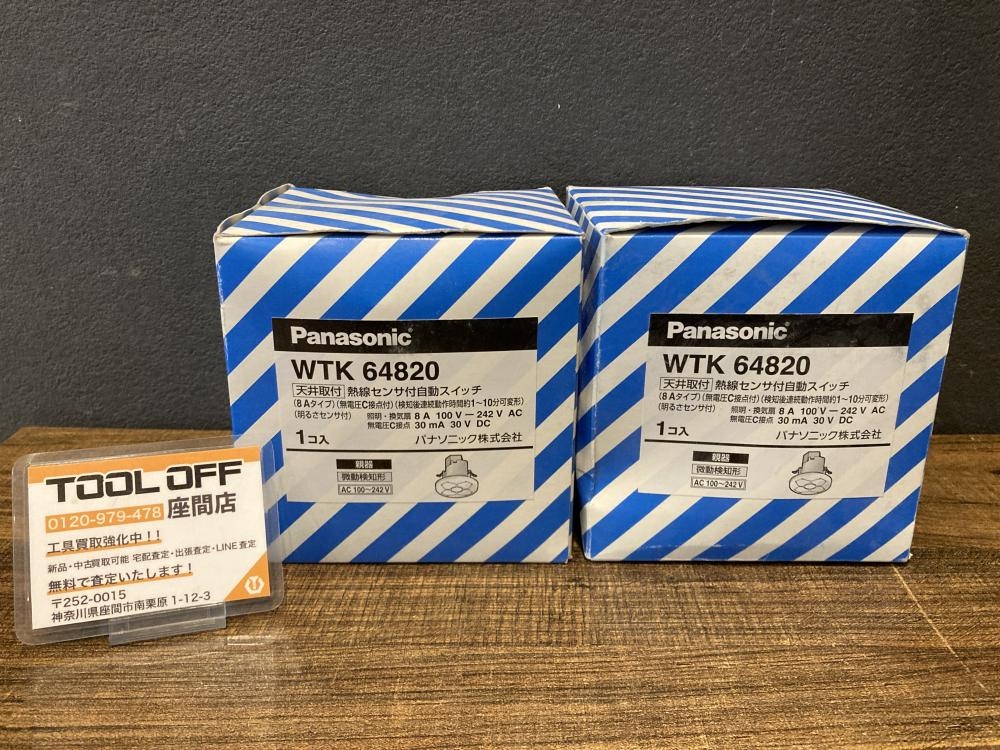 TOOL OFF
0120-979-478 座間店
工具買取強化中!!
新品・中古買取可能 宅配査定・出張査定・LINE査定
無料で査定いたします!
〒252-0015
神奈川県座間市南栗原 1-12-3
Panasonic
WTK 64820
天井取付 熱線センサ付自動スイッチ
(8Aタイプ)(無電圧C接点付)(検知後連続動作時間約1~10分可変形)
(明るさセンサ付) 照明・換気扇 8 A 100 V — 242 V AC
無電圧C接点 30 mA 30 V DC
1コ入 パナソニック株式会社
親器
微動検知形
AC 100~242 V
Panasonic
WTK 64820
天井取付 熱線センサ付自動スイッチ
(8Aタイプ)(無電圧C接点付)(検知後連続動作時間約1~10分可変形)
(明るさセンサ付) 照明・換気扇 8 A 100 V — 242 V AC
無電圧C接点 30 mA 30 V DC
1コ入 パナソニック株式会社
親器
微動検知形
AC 100~242 V